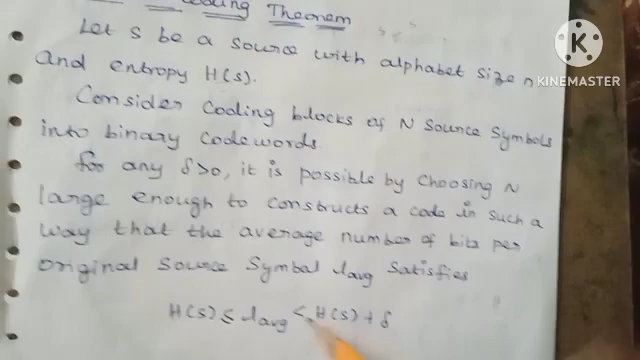 Coding Theorem
Let S be a source with alphabet size n
and entropy H(s).
Consider coding blocks of N source symbols
into binary codewords.
for any δ>0, it is possible by choosing N
large enough to constructs a code in such a
way that the average number of bits per
original source symbol lavg satisfies
H(s) ≤ lavg < H(s) + δ
KINEMASTER